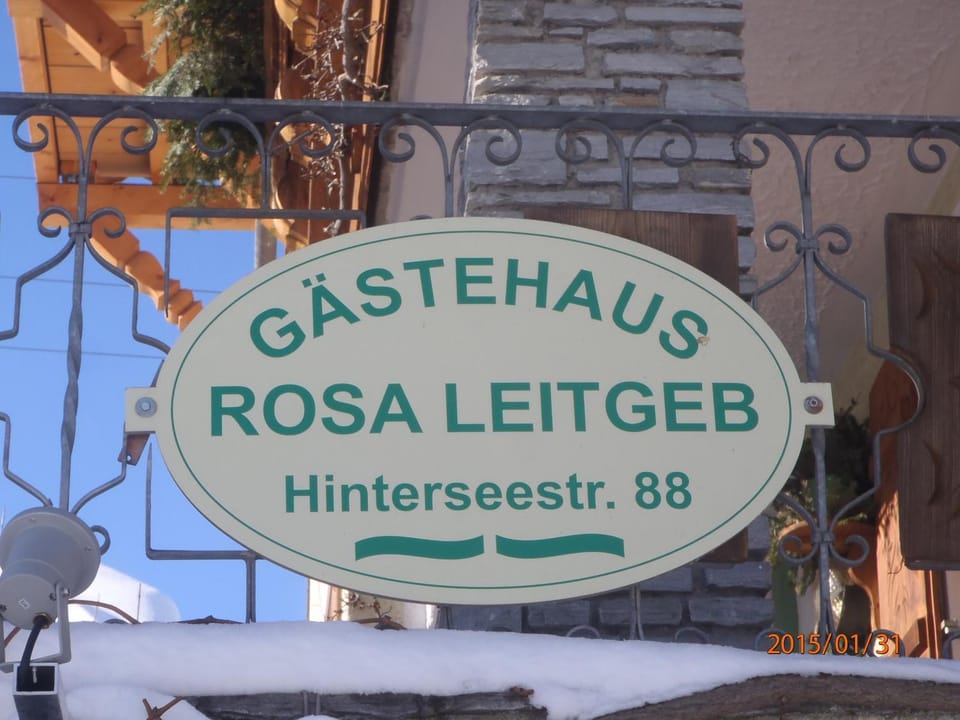 GÄSTEHAUS
ROSA LEITGEB
Hinterseestr. 88
2015/01/31